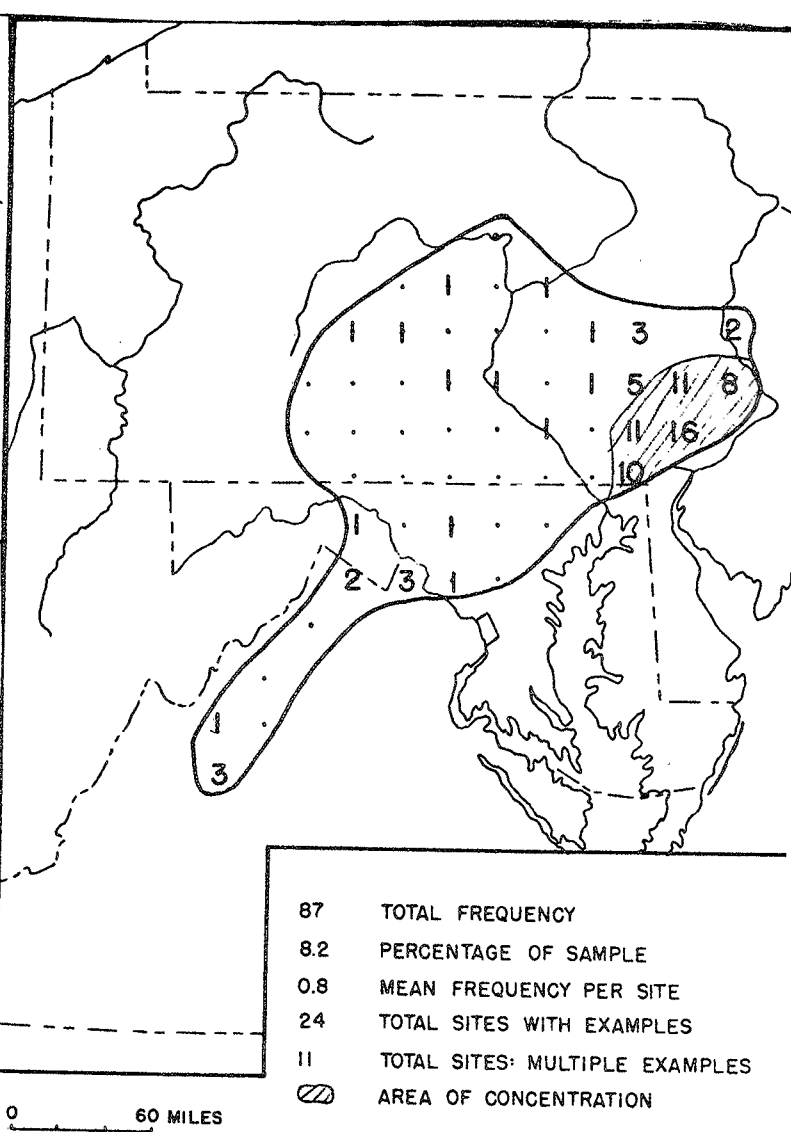 1 1
1 1 1 3 2
1 1 1 5 11 8
1 11 16
10
1 1
2 3 1
1
3
87 TOTAL FREQUENCY
8.2 PERCENTAGE OF SAMPLE
0.8 MEAN FREQUENCY PER SITE
24 TOTAL SITES WITH EXAMPLES
11 TOTAL SITES: MULTIPLE EXAMPLES
AREA OF CONCENTRATION
0 60 MILES